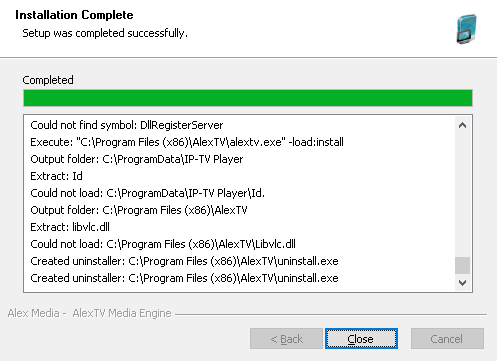 Installation Complete
Setup was completed successfully.
Completed
Could not find symbol: DllRegisterServer
Execute: "C:\Program Files (x86)\AlexTV\alextv.exe" -load:install
Output folder: C:\ProgramData\IP-TV Player
Extract: Id
Could not load: C:\ProgramData\IP-TV Player\Id.
Output folder: C:\Program Files (x86)\AlexTV
Extract: libvlc.dll
Could not load: C:\Program Files (x86)\AlexTV\Libvlc.dll
Created uninstaller: C:\Program Files (x86)\AlexTV\uninstall.exe
Created uninstaller: C:\Program Files (x86)\AlexTV\uninstall.exe
Alex Media - AlexTV Media Engine
< Back Close Cancel